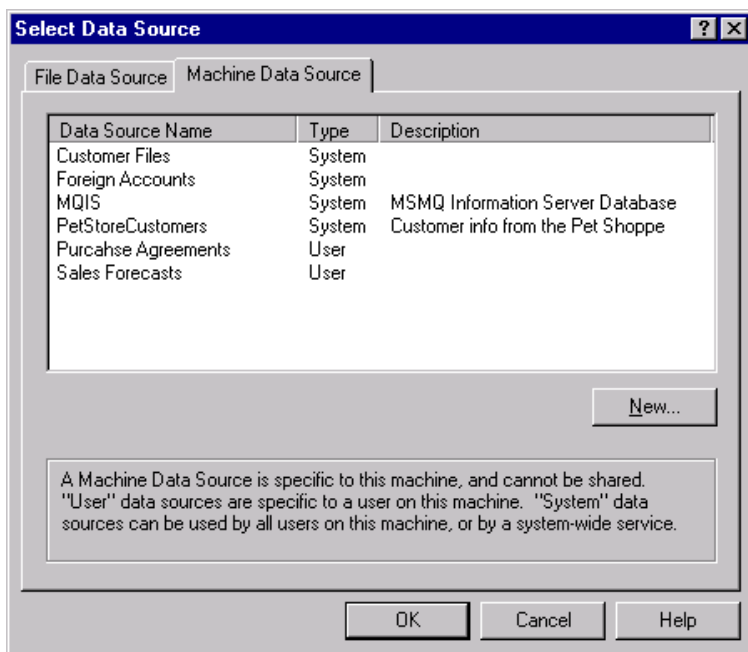 Select Data Source
File Data Source Machine Data Source
Data Source Name Type Description
Customer Files System
Foreign Accounts System
MQIS System MSMQ Information Server Database
PetStoreCustomers System Customer info from the Pet Shoppe
Purcahse Agreements User
Sales Forecasts User
New...
A Machine Data Source is specific to this machine, and cannot be shared.
"User" data sources are specific to a user on this machine. "System" data
sources can be used by all users on this machine, or by a system-wide service.
OK Cancel Help